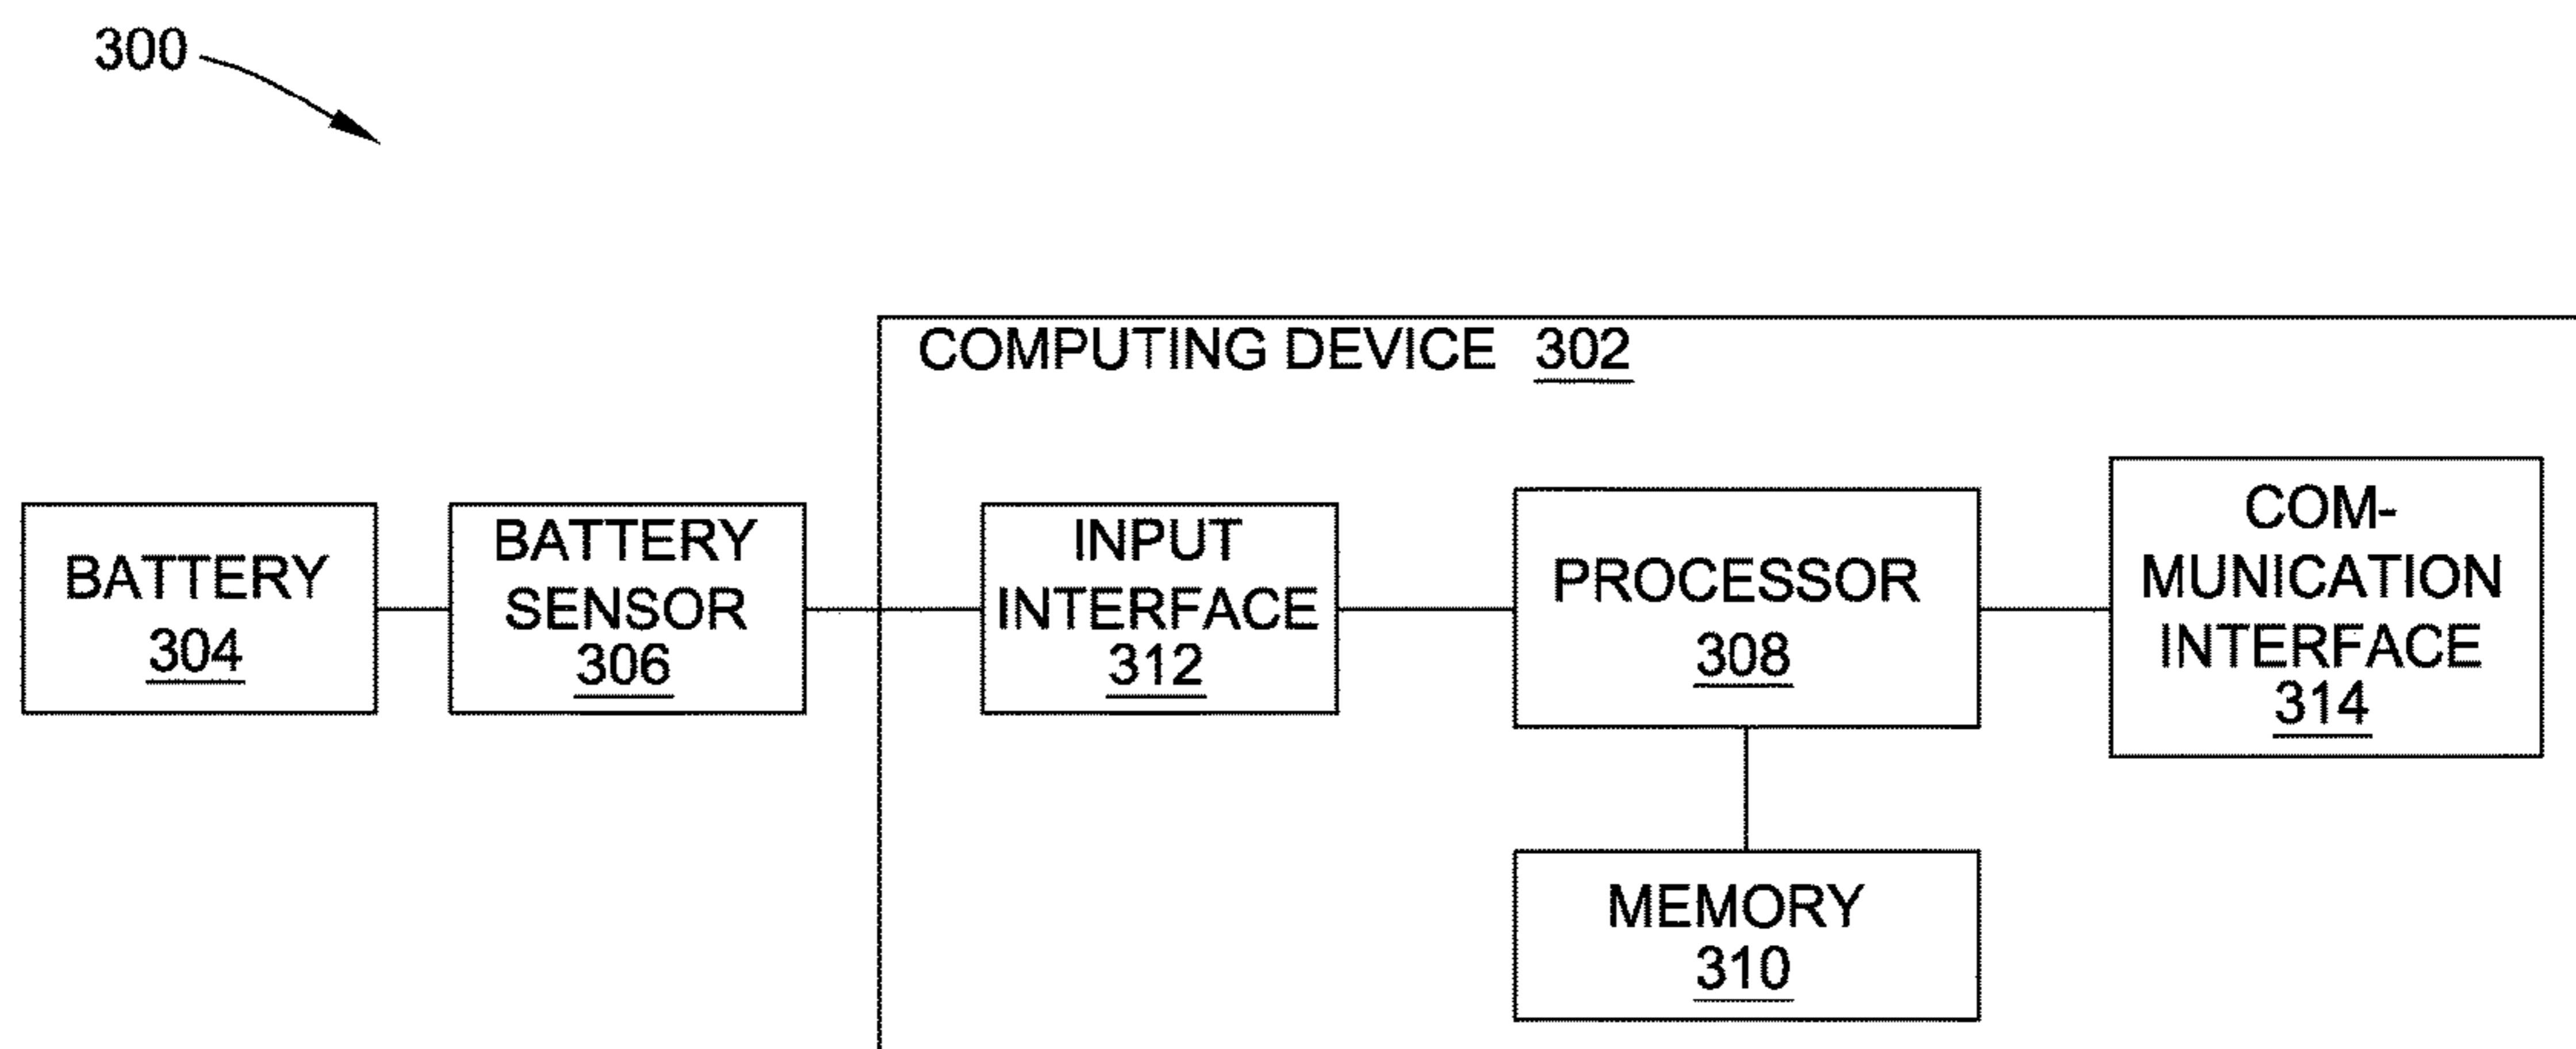 300
COMPUTING DEVICE 302
BATTERY
304
BATTERY
SENSOR
306
INPUT
INTERFACE
312
PROCESSOR
308
COM-
MUNICATION
INTERFACE
314
MEMORY
310